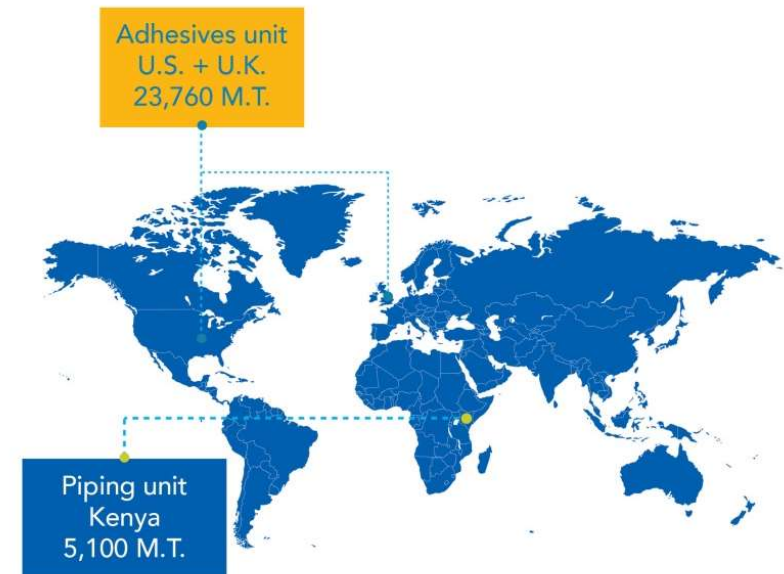 Adhesives unit
U.S. + U.K.
23,760 M.T.
Piping unit
Kenya
5,100 M.T.